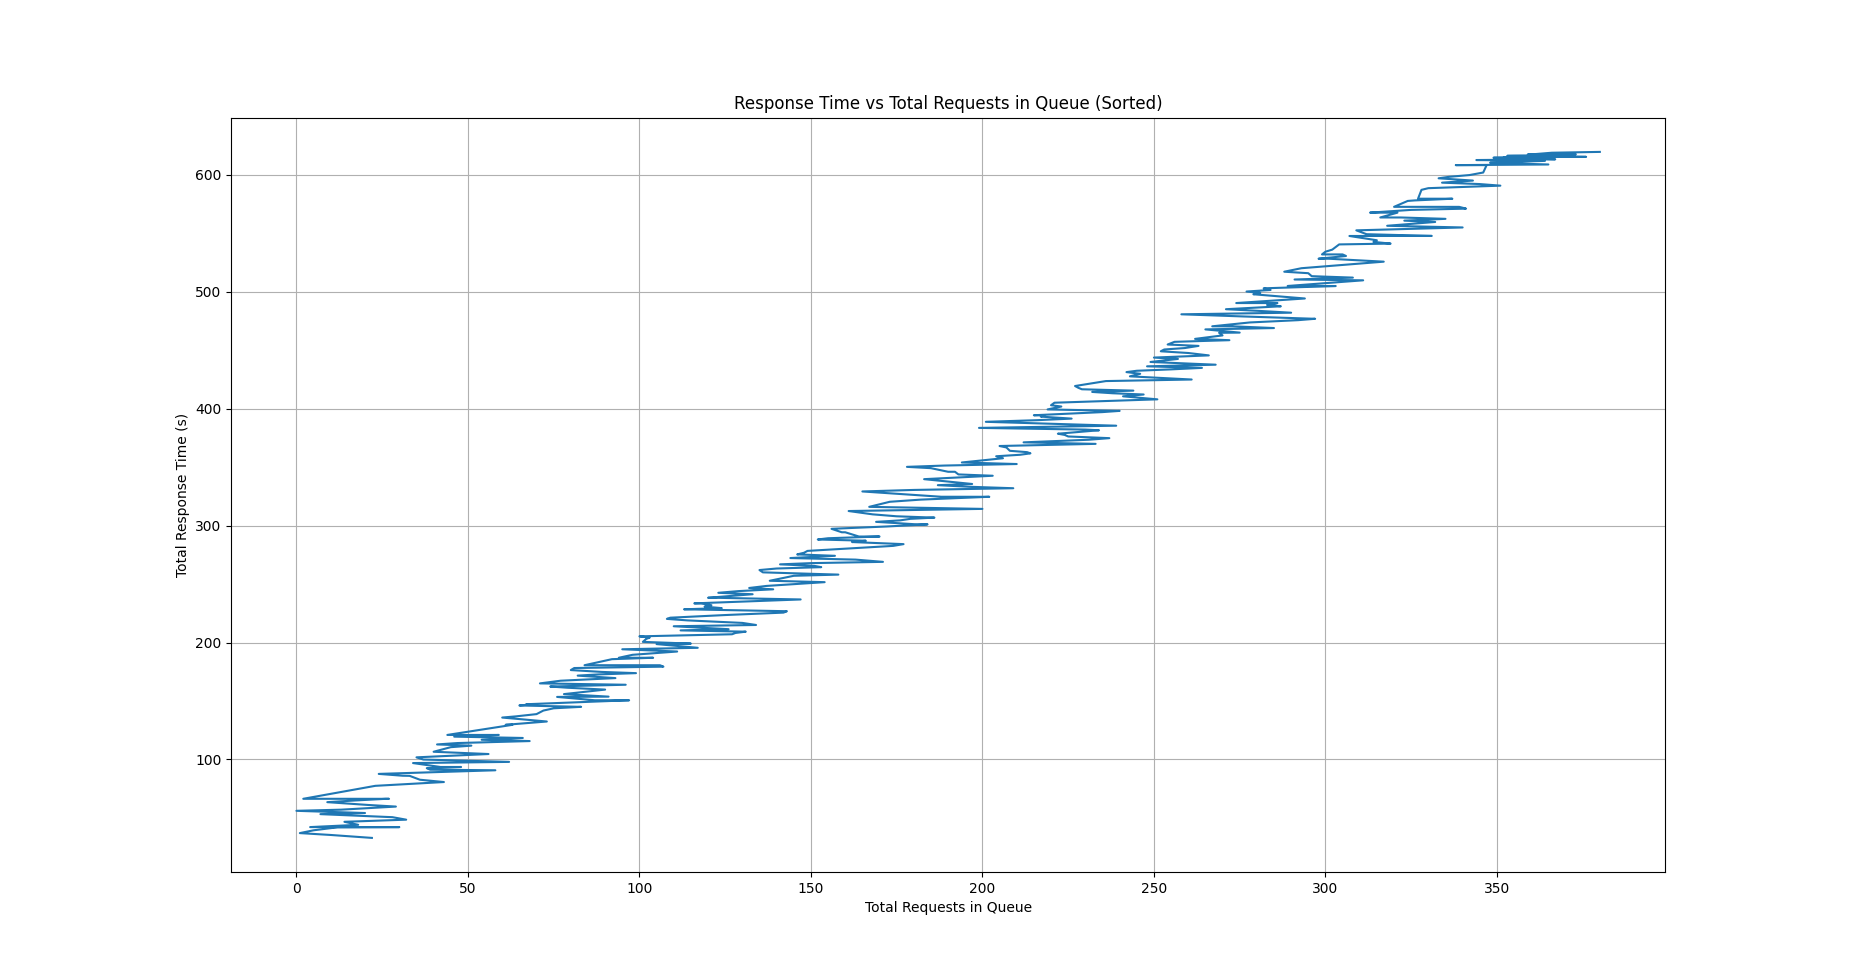 Response Time vs Total Requests in Queue (Sorted)
600
500
400
300
200
100
Total Response Time (s)
0 50 100 150 200 250 300 350
Total Requests in Queue